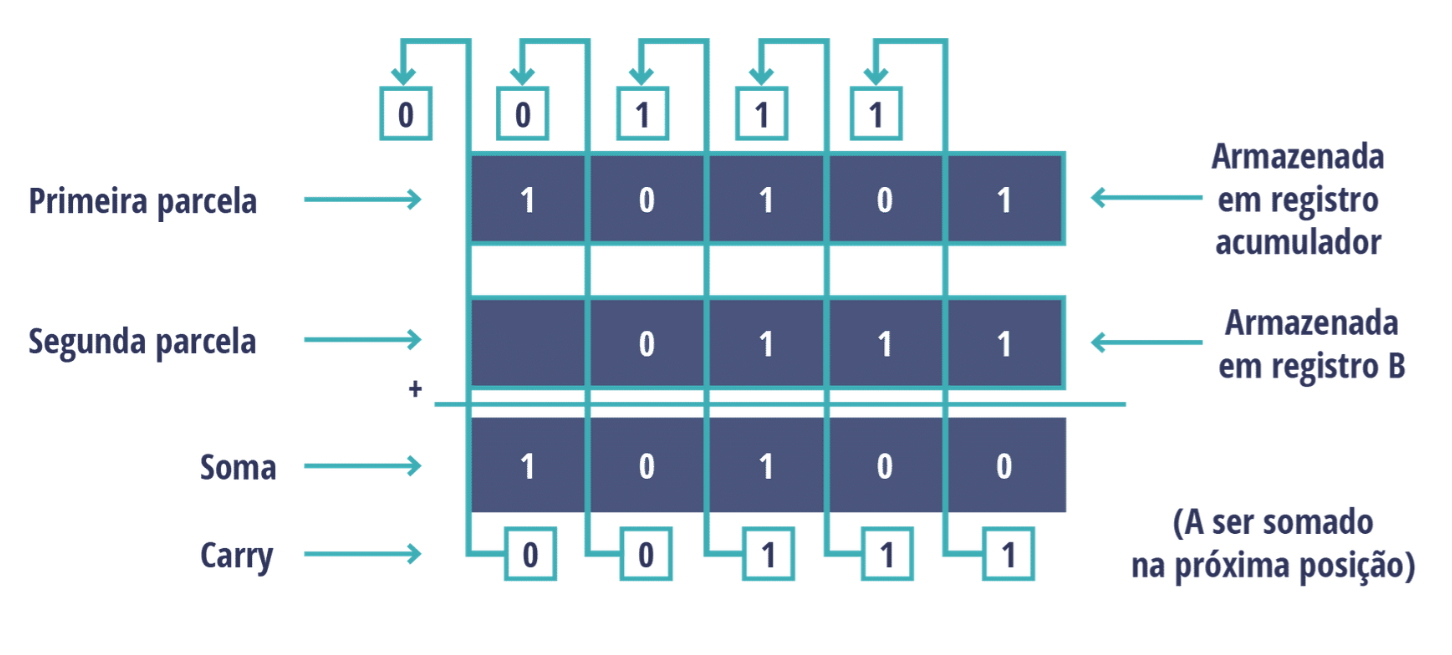 0 0 1 1 1
Primeira parcela 1 0 1 0 1 Armazenada
em registro
acumulador
Segunda parcela 0 1 1 1 Armazenada
em registro B
+
Soma 1 0 1 0 0
Carry 0 0 1 1 1 (A ser somado
na próxima posição)